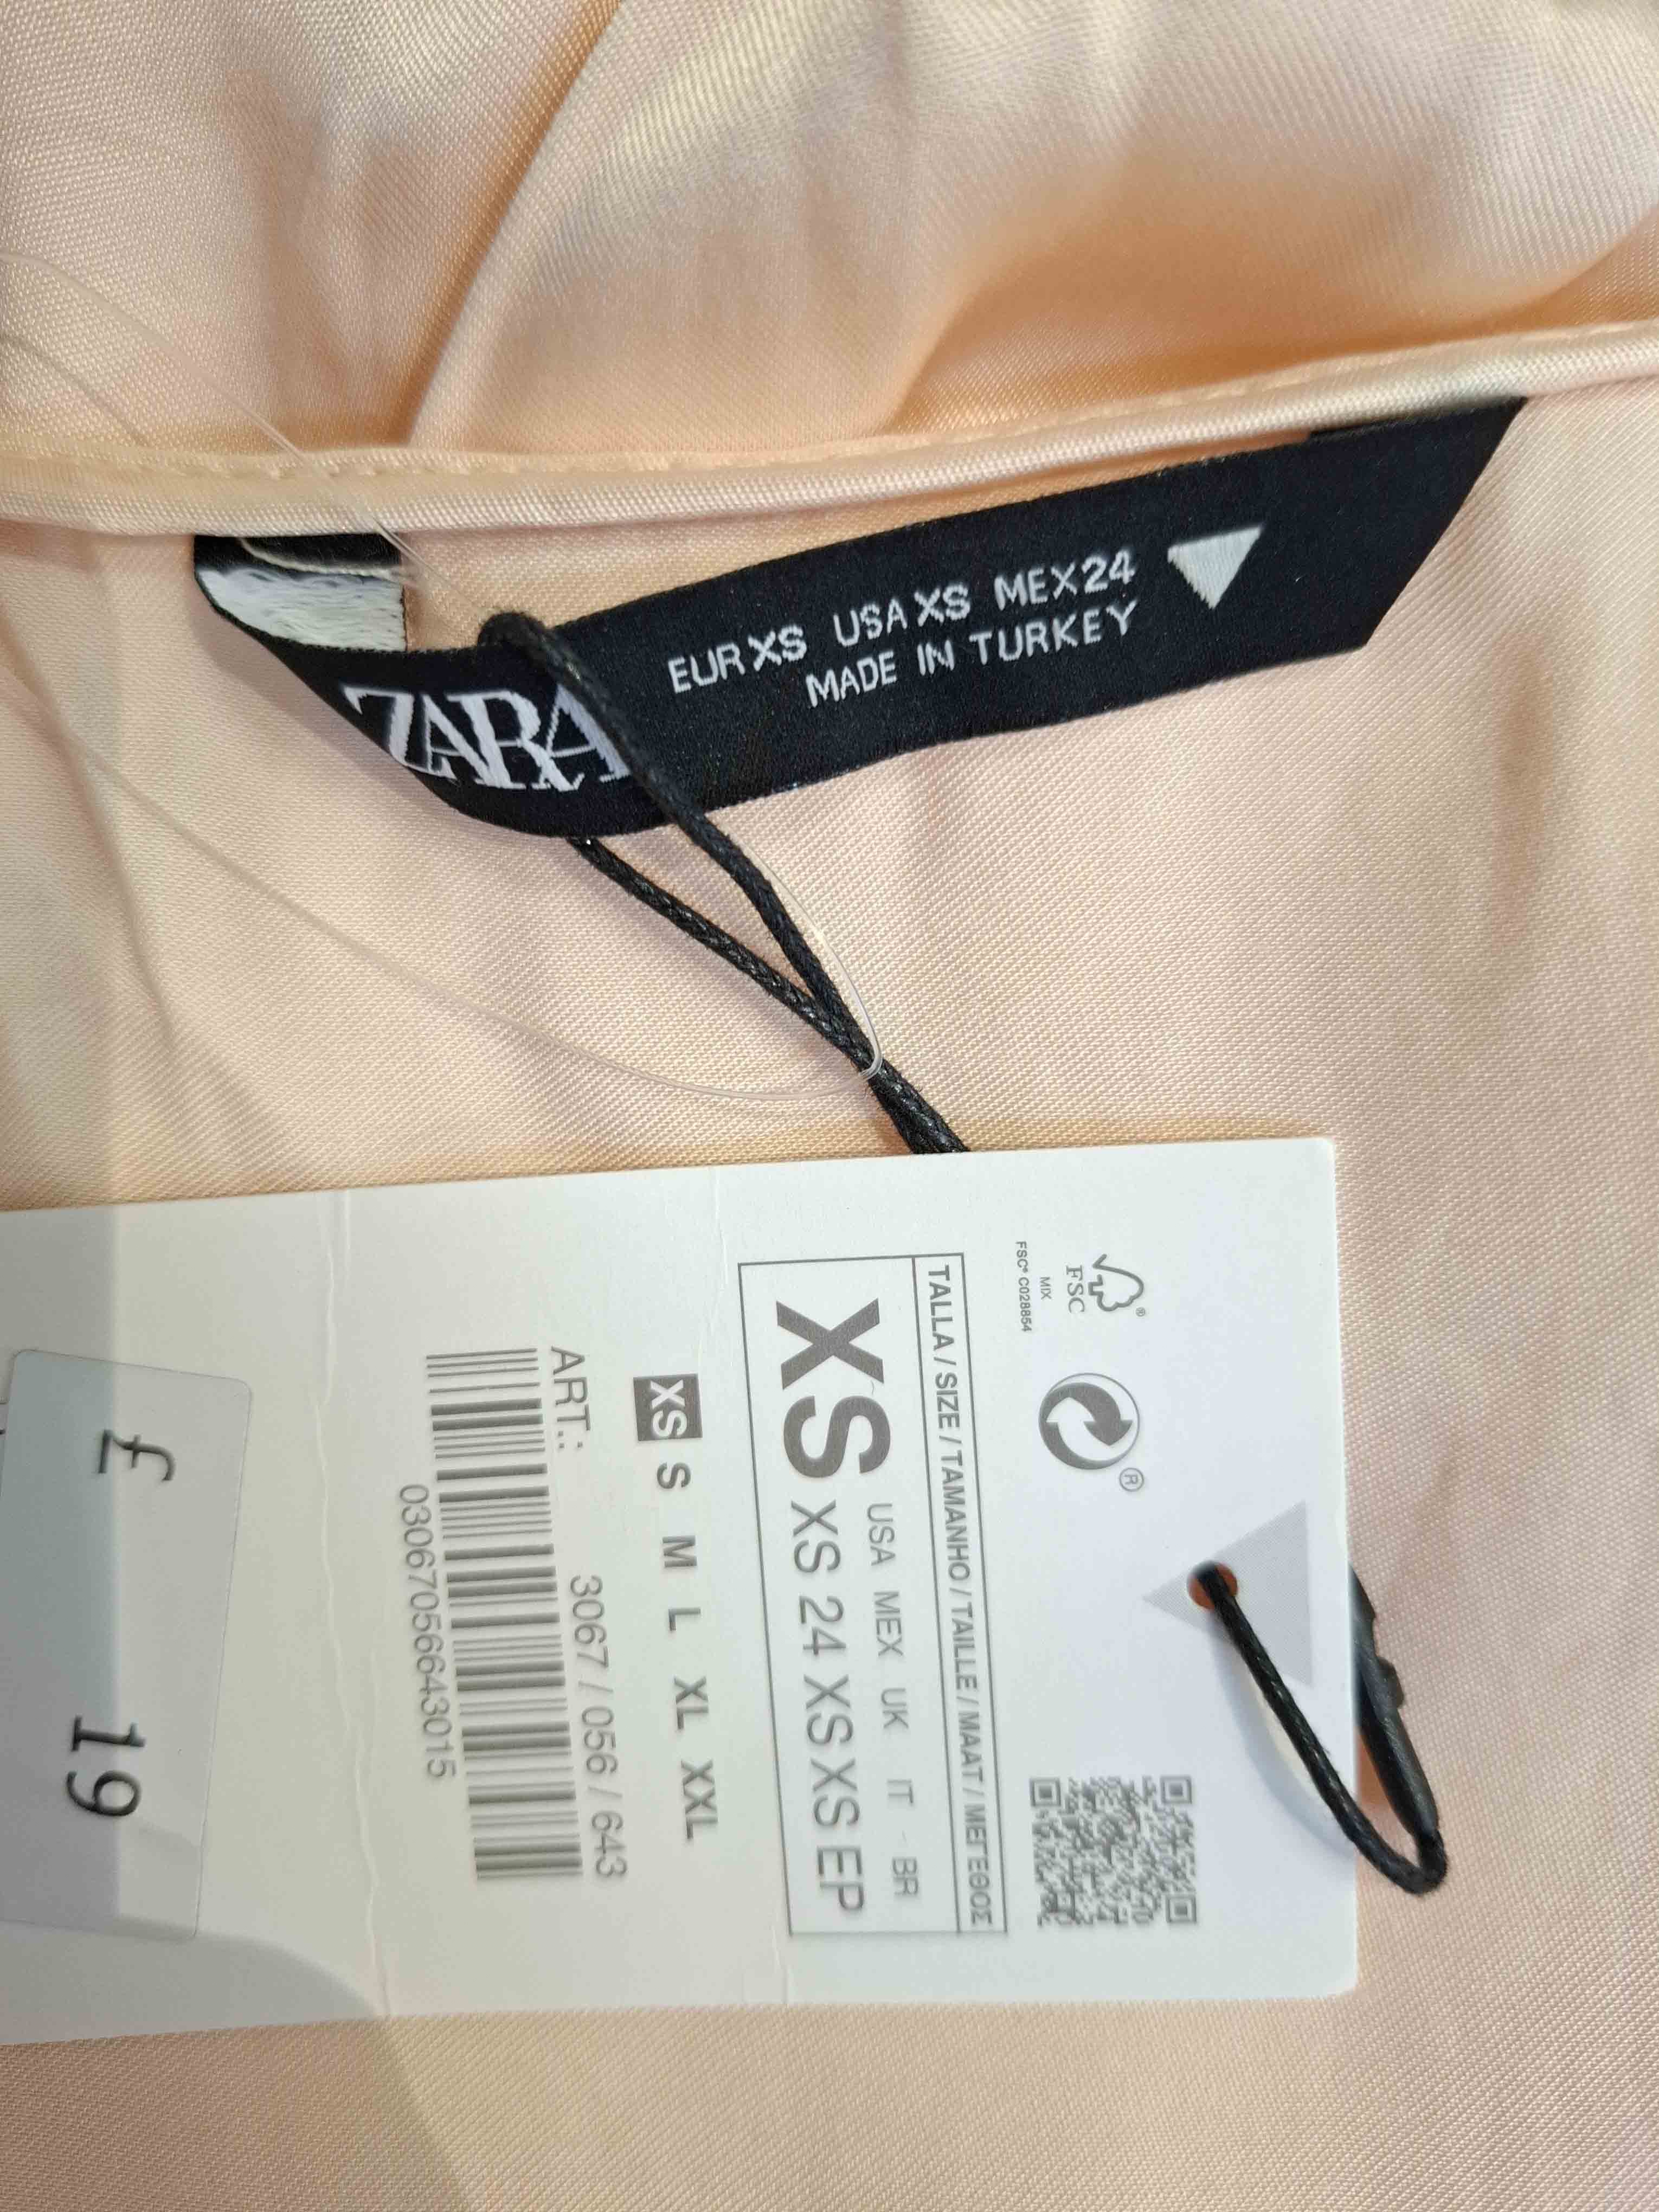 ZARA
EUR XS USA XS MEX 24
MADE IN TURKEY
FSC®
MIX
FSC® C028854
®
TALLA / SIZE / TAMANHO / TAILLE / MAAT / ΜΕΓΕΘΟΣ
XS
USA MEX UK IT BR
XS 24 XS XS EP
XS S M L XL XXL
ART.: 3067 / 056 / 643
03067056643015
£ 19